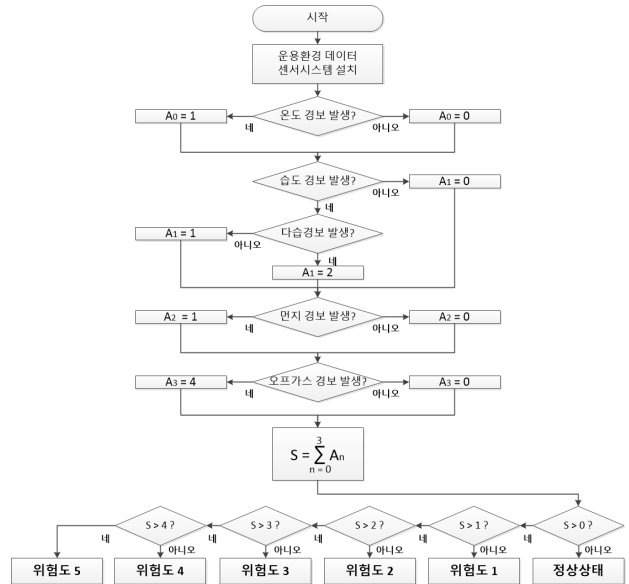 시작
운용환경 데이터
센서시스템 설치
A0 = 1
네
온도 경보 발생?
아니오
A0 = 0
습도 경보 발생?
아니오
A1 = 0
네
A1 = 1
아니오
다습경보 발생?
네
A1 = 2
A2 = 1
네
먼지 경보 발생?
아니오
A2 = 0
A3 = 4
네
오프가스 경보 발생?
아니오
A3 = 0
3
S = ∑ An
n = 0
S > 4 ?
S > 3 ?
S > 2 ?
S > 1 ?
S > 0 ?
네
네
네
네
네
아니오
아니오
아니오
아니오
아니오
위험도 5
위험도 4
위험도 3
위험도 2
위험도 1
정상상태